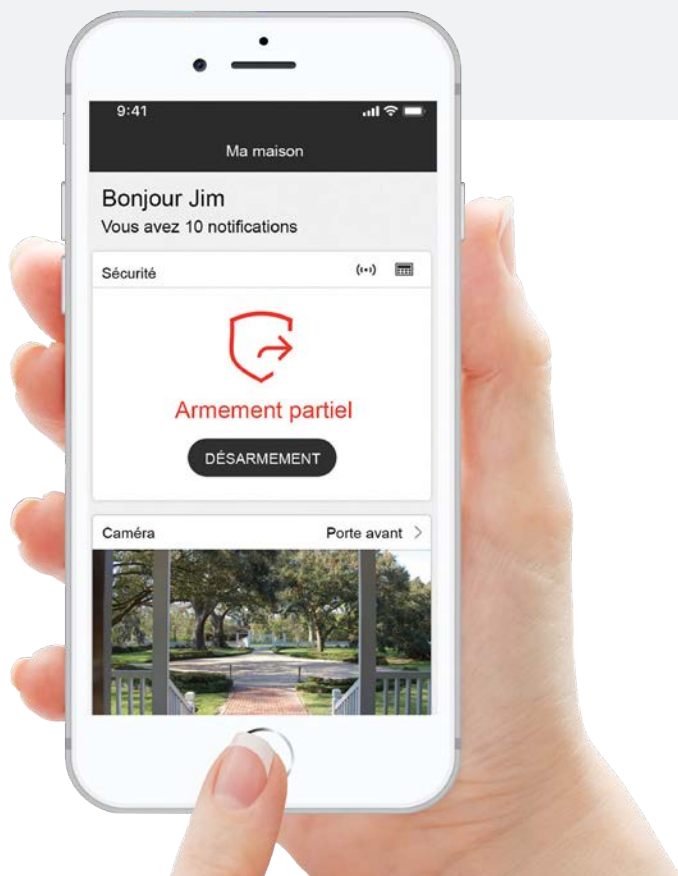 9:41
Ma maison
Bonjour Jim
Vous avez 10 notifications
Sécurité
Armement partiel
DÉSARMEMENT
Caméra Porte avant >